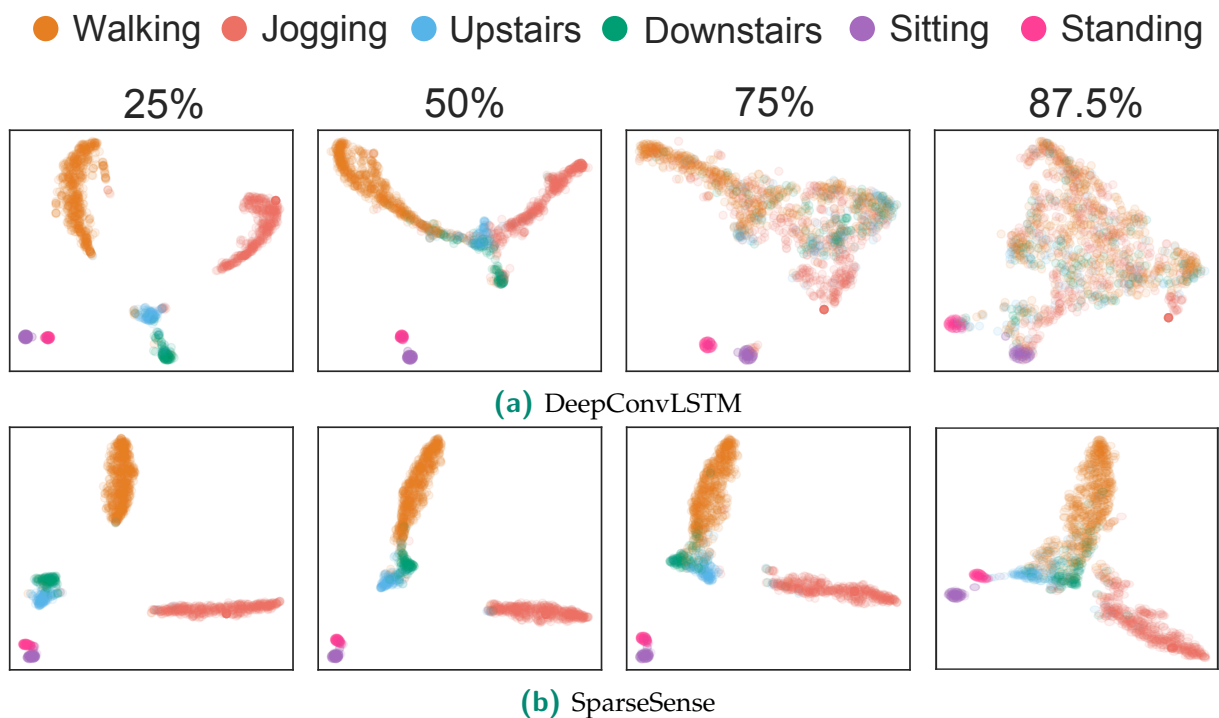 Walking Jogging Upstairs Downstairs Sitting Standing
25% 50% 75% 87.5%
(a) DeepConvLSTM
(b) SparseSense